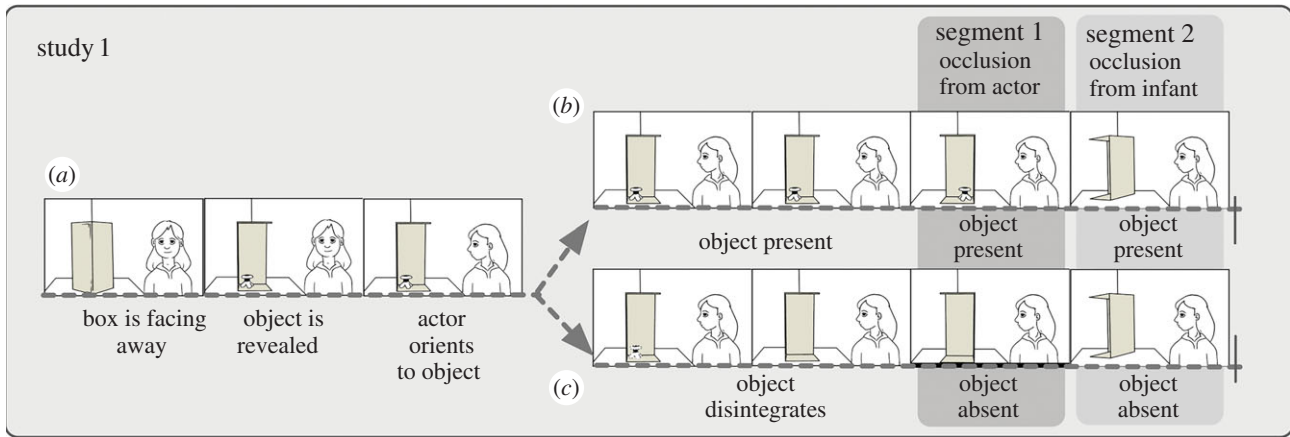 study 1
segment 1
occlusion
from actor
segment 2
occlusion
from infant
(b)
(a)
object present
object
present
object
present
box is facing
away
object is
revealed
actor
orients
to object
(c)
object
disintegrates
object
absent
object
absent